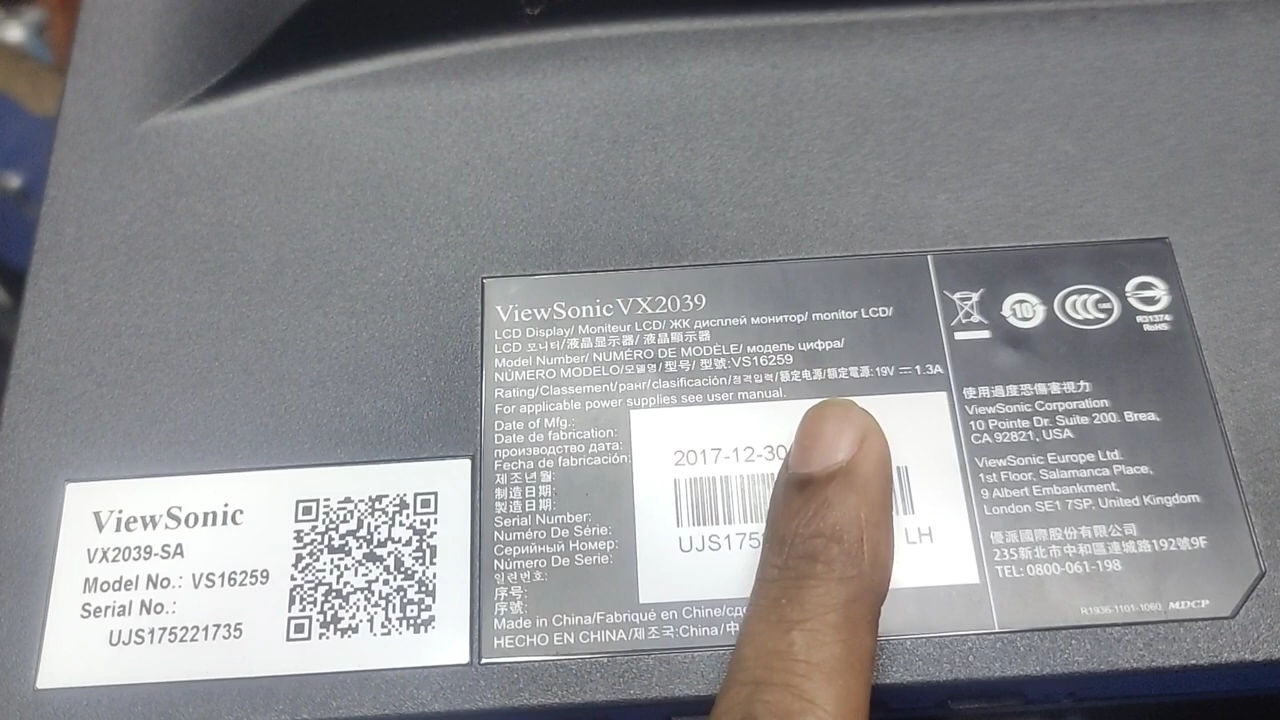 ViewSonic VX2039
LCD Display/ Moniteur LCD/ ЖК дисплей монитор/ monitor LCD/
LCD 모니터/液晶显示器/ 液晶顯示器
Model Number/ NUMÉRO DE MODÈLE/ модель цифра/
NÚMERO MODELO/모델명/型号/ 型號:VS16259
Rating/Classement/ранг/clasificación/정격입력/額定电源/額定電源: 19V ⎓ 1.3A
For applicable power supplies see user manual.
Date of Mfg.:
Date de fabrication:
производство дата:
Fecha de fabricación:
제조년월:
制造日期:
製造日期:
2017-12-30
Serial Number:
Numéro De Série:
Серийный Номер:
Número De Serie:
일련번호:
序号:
序號:
UJS175
LH
Made in China/Fabriqué en Chine/
HECHO EN CHINA/제조국:China/
10
R31374
RoHS
使用過度恐傷害視力
ViewSonic Corporation
10 Pointe Dr. Suite 200. Brea,
CA 92821, USA
ViewSonic Europe Ltd.
1st Floor, Salamanca Place,
9 Albert Embankment,
London SE1 7SP, United Kingdom
優派國際股份有限公司
235新北市中和區連城路192號9F
TEL: 0800-061-198
R1936-1101-1060 MDCP
ViewSonic
VX2039-SA
Model No.: VS16259
Serial No.:
UJS175221735